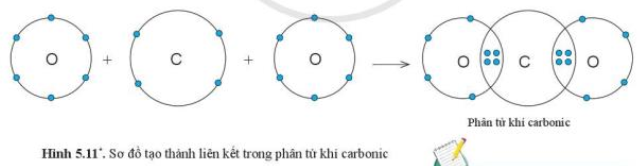 O + C + O → O C O
Phân tử khí carbonic
Hình 5.11*. Sơ đồ tạo thành liên kết trong phân tử khí carbonic